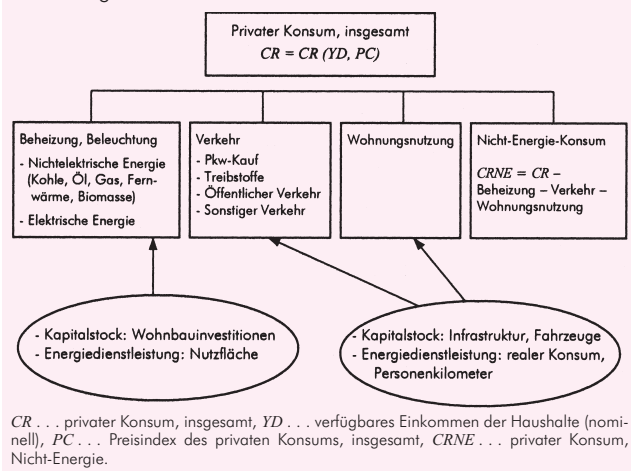 Privater Konsum, insgesamt
CR = CR (YD, PC)
Beheizung, Beleuchtung
- Nichtelektrische Energie
(Kohle, Öl, Gas, Fern-
wärme, Biomasse)
- Elektrische Energie
Verkehr
- Pkw-Kauf
- Treibstoffe
- Öffentlicher Verkehr
- Sonstiger Verkehr
Wohnungsnutzung
Nicht-Energie-Konsum
CRNE = CR –
Beheizung – Verkehr –
Wohnungsnutzung
- Kapitalstock: Wohnbauinvestitionen
- Energiedienstleistung: Nutzfläche
- Kapitalstock: Infrastruktur, Fahrzeuge
- Energiedienstleistung: realer Konsum,
Personenkilometer
CR . . . privater Konsum, insgesamt, YD . . . verfügbares Einkommen der Haushalte (nomi-
nell), PC . . . Preisindex des privaten Konsums, insgesamt, CRNE . . . privater Konsum,
Nicht-Energie.